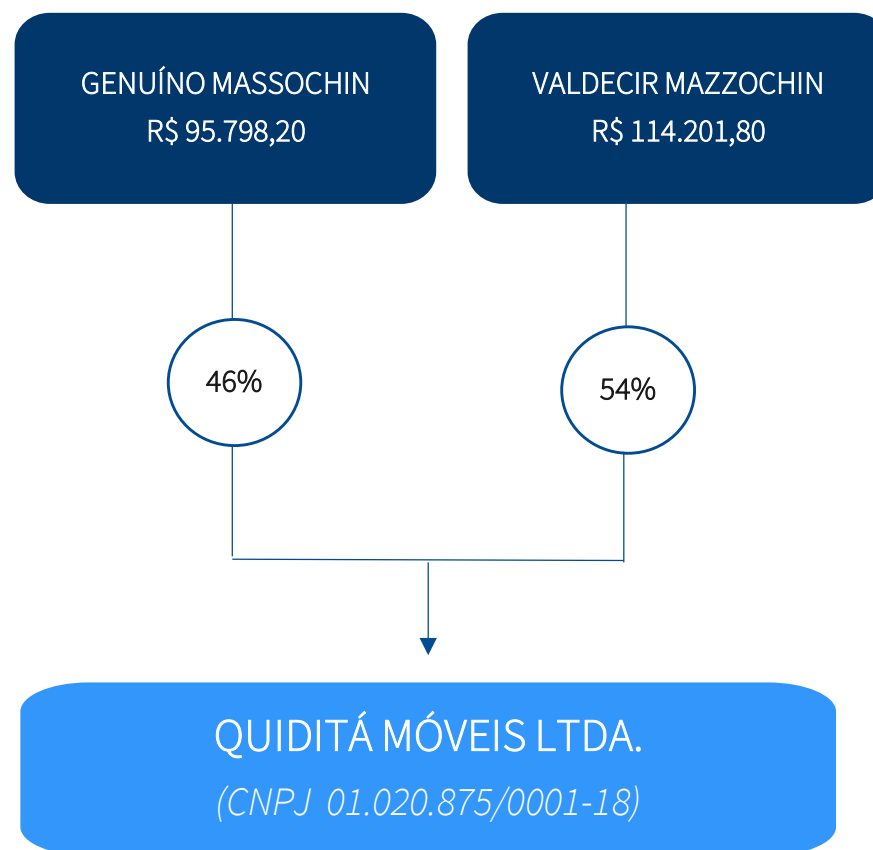 GENUÍNO MASSOCHIN
R$ 95.798,20
VALDECIR MAZZOCHIN
R$ 114.201,80
46%
54%
QUIDITÁ MÓVEIS LTDA.
(CNPJ 01.020.875/0001-18)